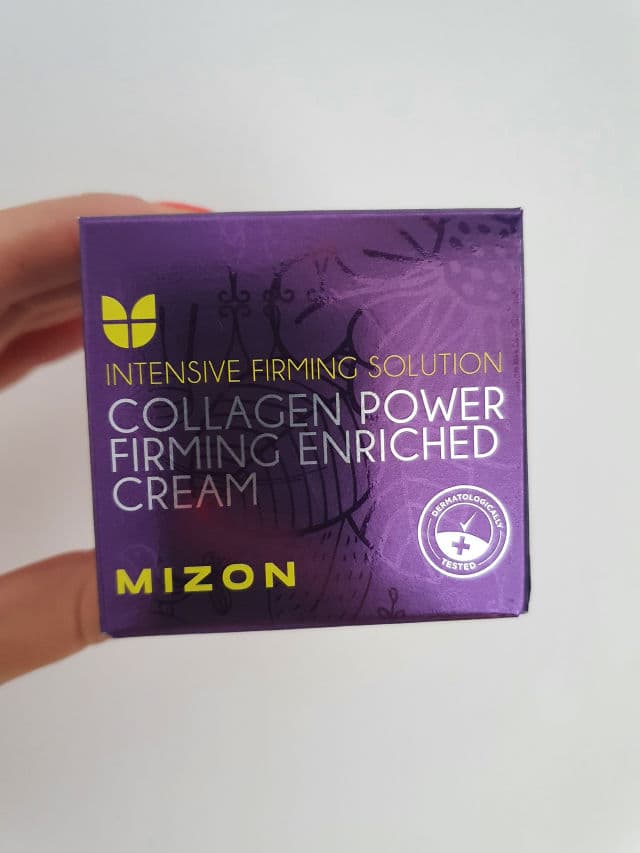 INTENSIVE FIRMING SOLUTION
COLLAGEN POWER
FIRMING ENRICHED
CREAM
DERMATOLOGICALLY
TESTED
MIZON